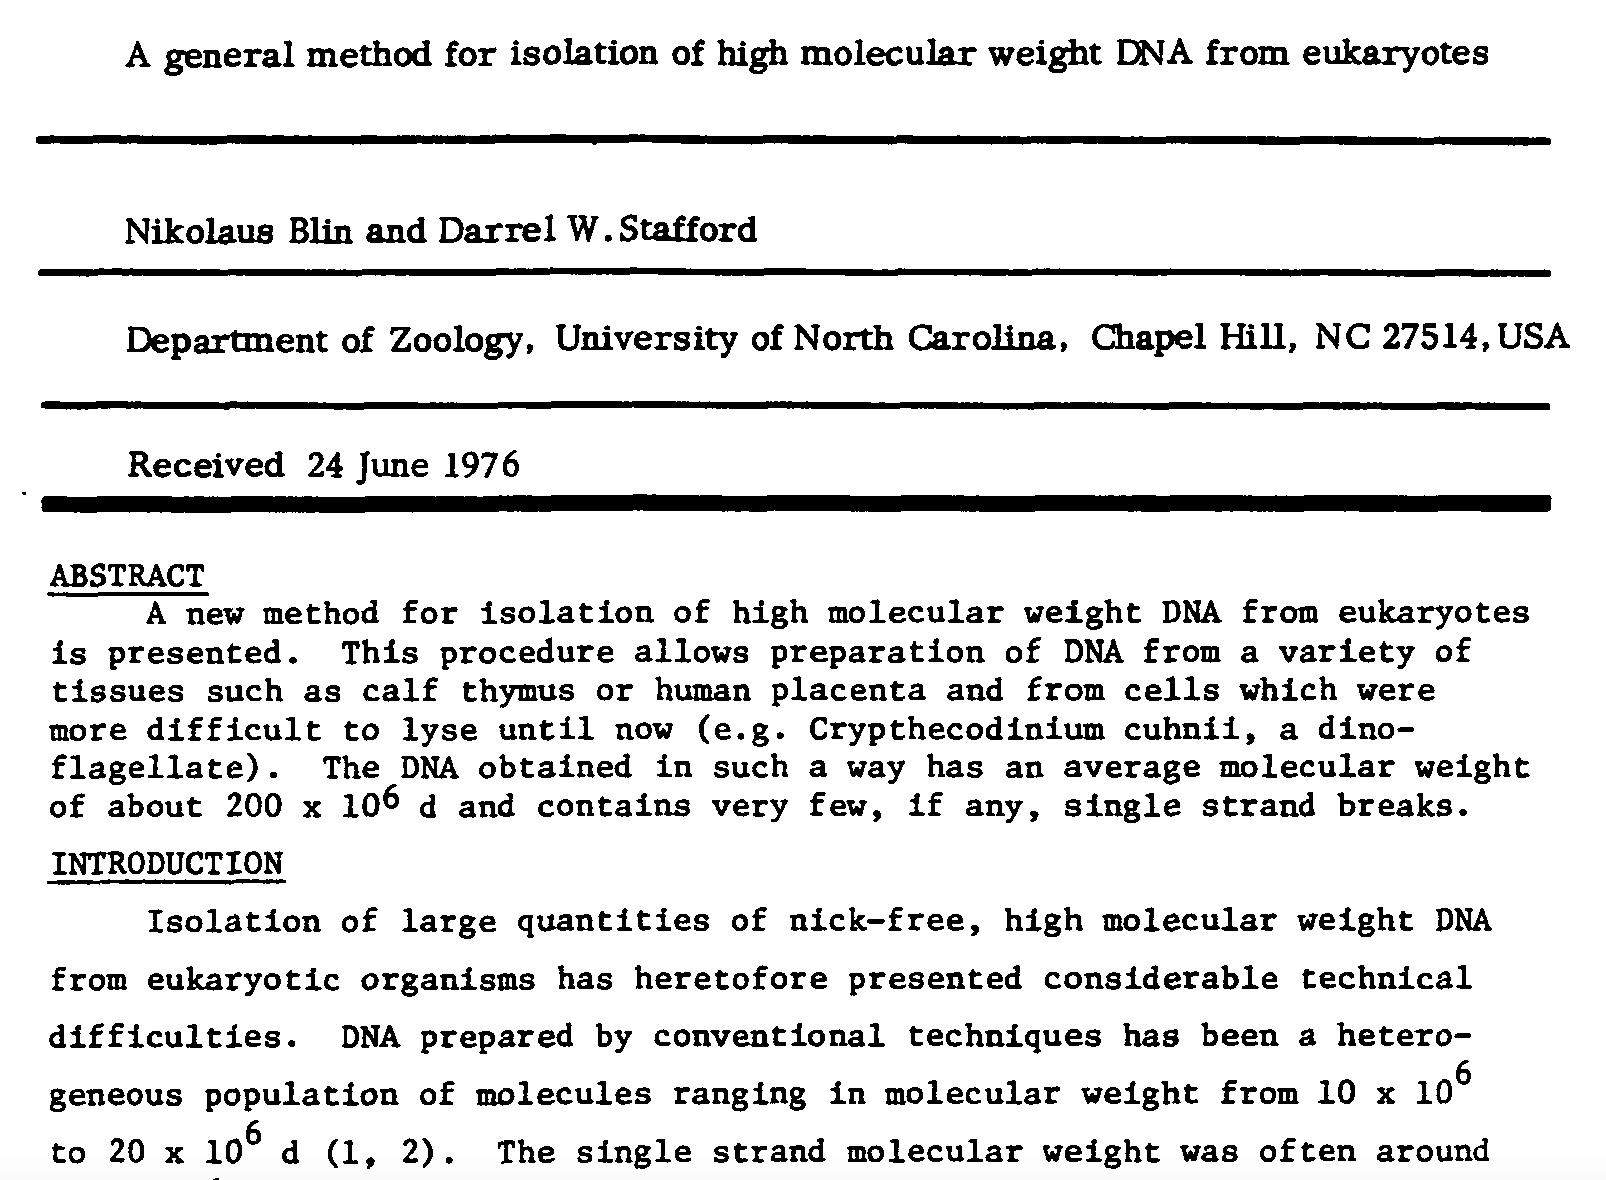 A general method for isolation of high molecular weight DNA from eukaryotes
Nikolaus Blin and Darrel W. Stafford
Department of Zoology, University of North Carolina, Chapel Hill, NC 27514, USA
Received 24 June 1976
ABSTRACT
A new method for isolation of high molecular weight DNA from eukaryotes
is presented. This procedure allows preparation of DNA from a variety of
tissues such as calf thymus or human placenta and from cells which were
more difficult to lyse until now (e.g. Crypthecodinium cuhnii, a dino-
flagellate). The DNA obtained in such a way has an average molecular weight
of about 200 x 10⁶ d and contains very few, if any, single strand breaks.
INTRODUCTION
Isolation of large quantities of nick-free, high molecular weight DNA
from eukaryotic organisms has heretofore presented considerable technical
difficulties. DNA prepared by conventional techniques has been a hetero-
geneous population of molecules ranging in molecular weight from 10 x 10⁶
to 20 x 10⁶ d (1, 2). The single strand molecular weight was often around